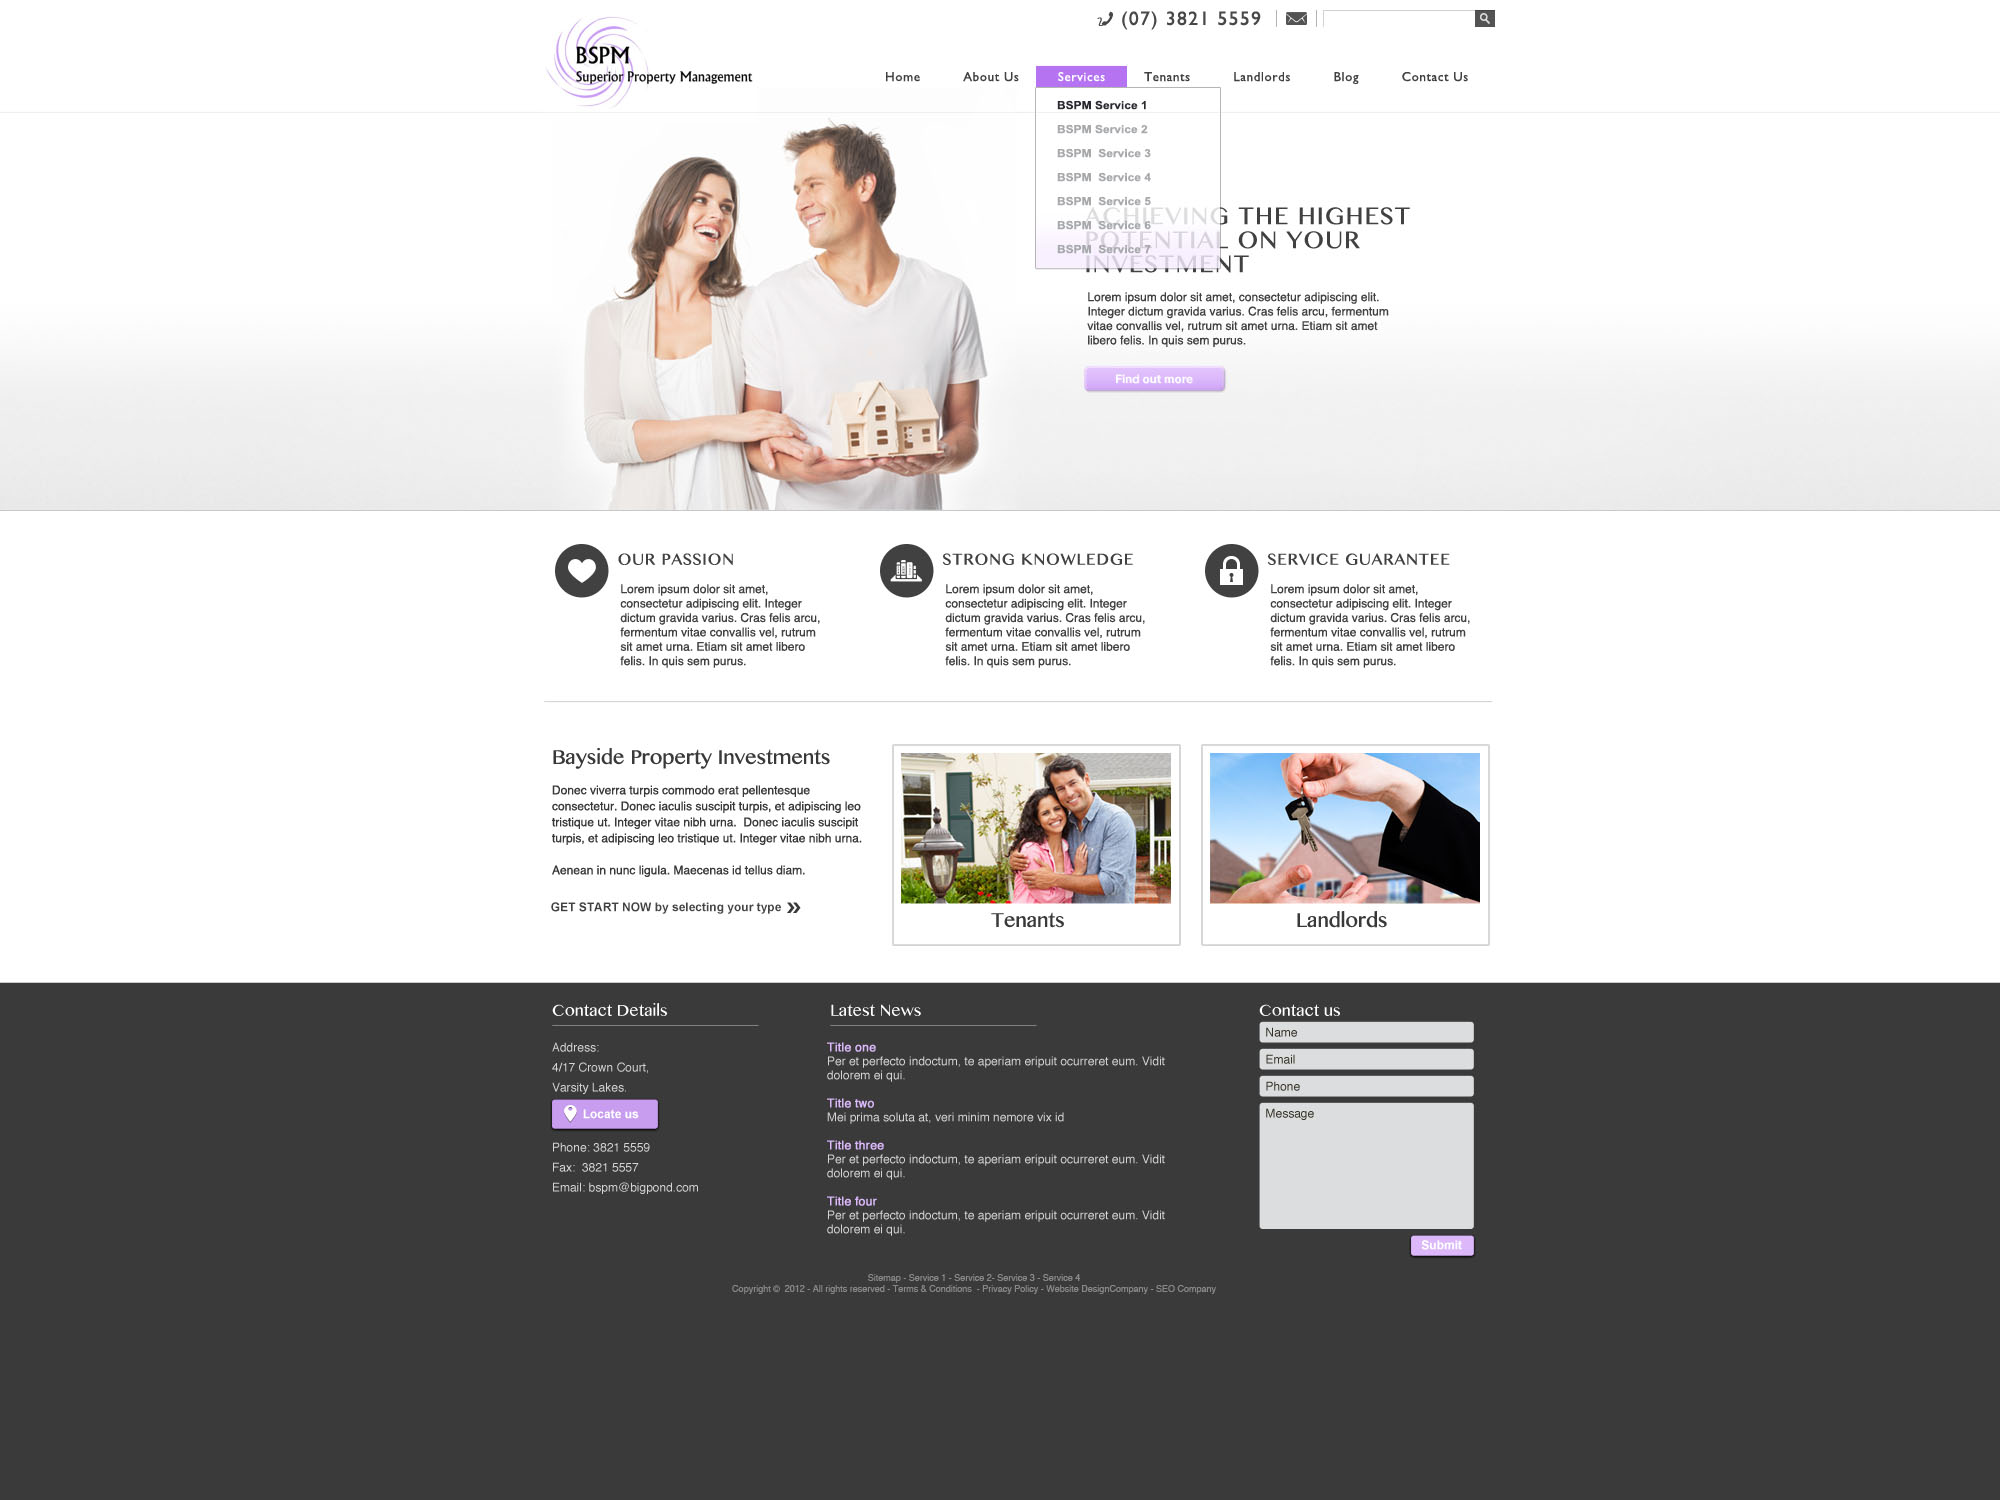 (07) 3821 5559
BSPM
Superior Property Management
Home About Us Services Tenants Landlords Blog Contact Us
BSPM Service 1
BSPM Service 2
BSPM  Service 3
BSPM  Service 4
BSPM  Service 5
BSPM  Service 6
BSPM  Service 7
ACHIEVING THE HIGHEST
POTENTIAL ON YOUR
INVESTMENT
Lorem ipsum dolor sit amet, consectetur adipiscing elit.
Integer dictum gravida varius. Cras felis arcu, fermentum
vitae convallis vel, rutrum sit amet urna. Etiam sit amet
libero felis. In quis sem purus.
Find out more
OUR PASSION
Lorem ipsum dolor sit amet,
consectetur adipiscing elit. Integer
dictum gravida varius. Cras felis arcu,
fermentum vitae convallis vel, rutrum
sit amet urna. Etiam sit amet libero
felis. In quis sem purus.
STRONG KNOWLEDGE
Lorem ipsum dolor sit amet,
consectetur adipiscing elit. Integer
dictum gravida varius. Cras felis arcu,
fermentum vitae convallis vel, rutrum
sit amet urna. Etiam sit amet libero
felis. In quis sem purus.
SERVICE GUARANTEE
Lorem ipsum dolor sit amet,
consectetur adipiscing elit. Integer
dictum gravida varius. Cras felis arcu,
fermentum vitae convallis vel, rutrum
sit amet urna. Etiam sit amet libero
felis. In quis sem purus.
Bayside Property Investments
Donec viverra turpis commodo erat pellentesque
consectetur. Donec iaculis suscipit turpis, et adipiscing leo
tristique ut. Integer vitae nibh urna.  Donec iaculis suscipit
turpis, et adipiscing leo tristique ut. Integer vitae nibh urna.
Aenean in nunc ligula. Maecenas id tellus diam.
GET START NOW by selecting your type
Tenants
Landlords
Contact Details
Address:
4/17 Crown Court,
Varsity Lakes.
Locate us
Phone: 3821 5559
Fax:  3821 5557
Email: bspm@bigpond.com
Latest News
Title one
Per et perfecto indoctum, te aperiam eripuit ocurreret eum. Vidit
dolorem ei qui.
Title two
Mei prima soluta at, veri minim nemore vix id
Title three
Per et perfecto indoctum, te aperiam eripuit ocurreret eum. Vidit
dolorem ei qui.
Title four
Per et perfecto indoctum, te aperiam eripuit ocurreret eum. Vidit
dolorem ei qui.
Contact us
Name
Email
Phone
Message
Submit
Sitemap - Service 1 - Service 2- Service 3 - Service 4
Copyright ©  2012 - All rights reserved - Terms & Conditions  - Privacy Policy - Website DesignCompany - SEO Company